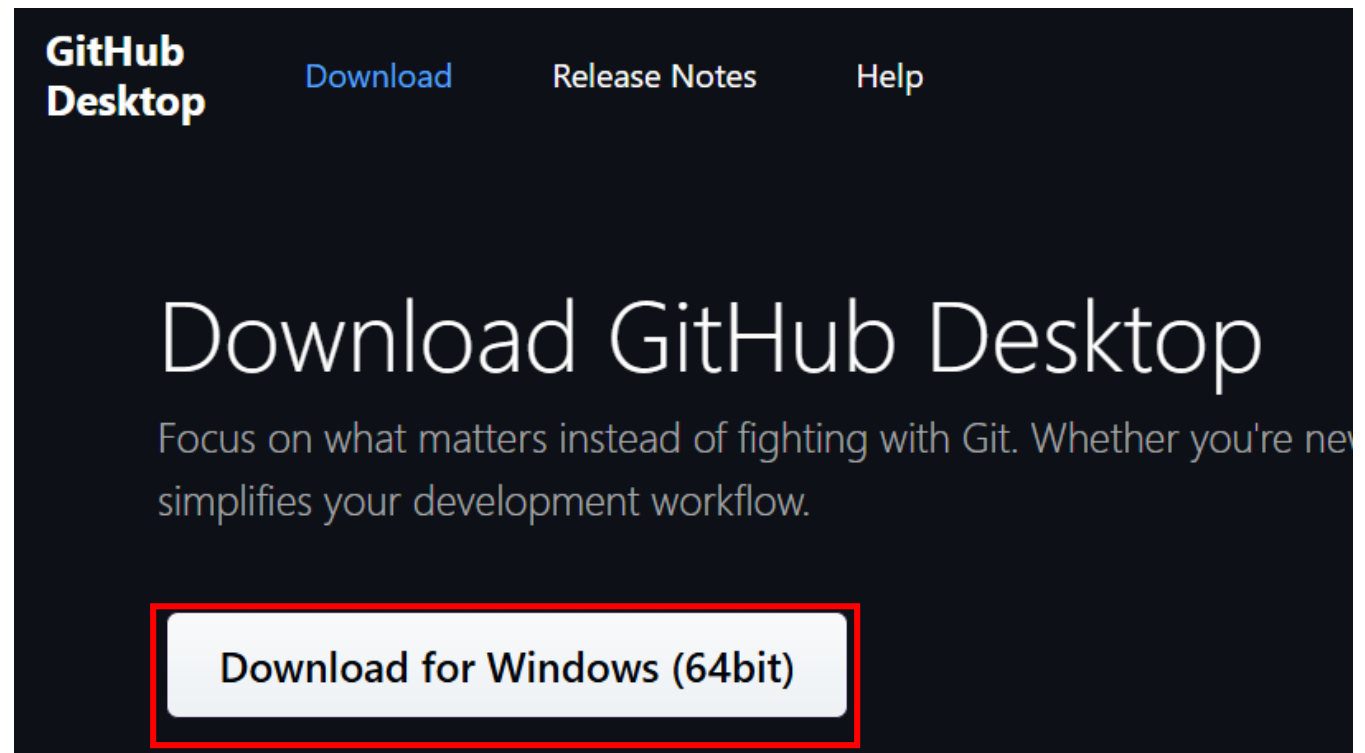 GitHub
Desktop
Download
Release Notes
Help
Download GitHub Desktop
Focus on what matters instead of fighting with Git. Whether you're
simplifies your development workflow.
Download for Windows (64bit)